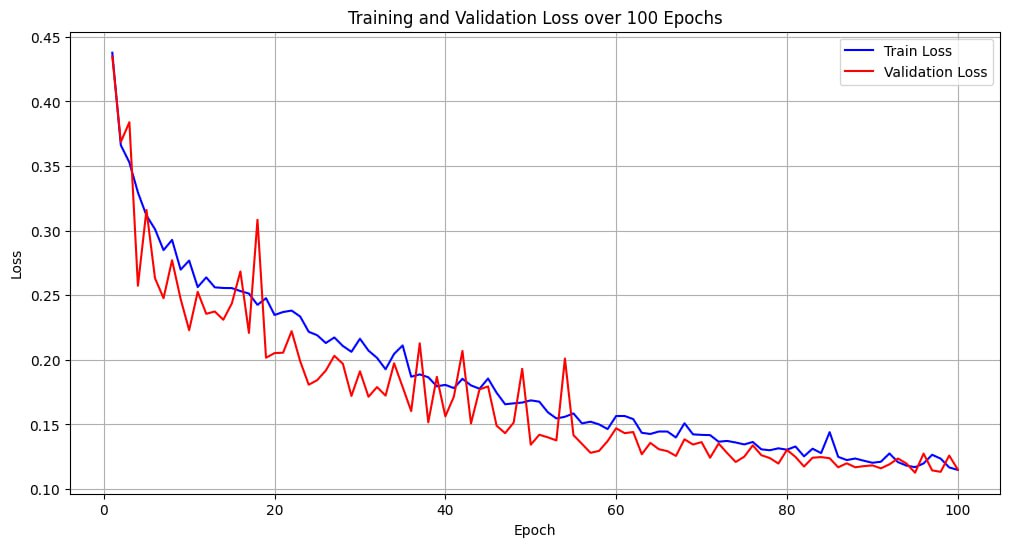 Training and Validation Loss over 100 Epochs
Train Loss
Validation Loss
Loss
0.45
0.40
0.35
0.30
0.25
0.20
0.15
0.10
0
20
40
60
80
100
Epoch